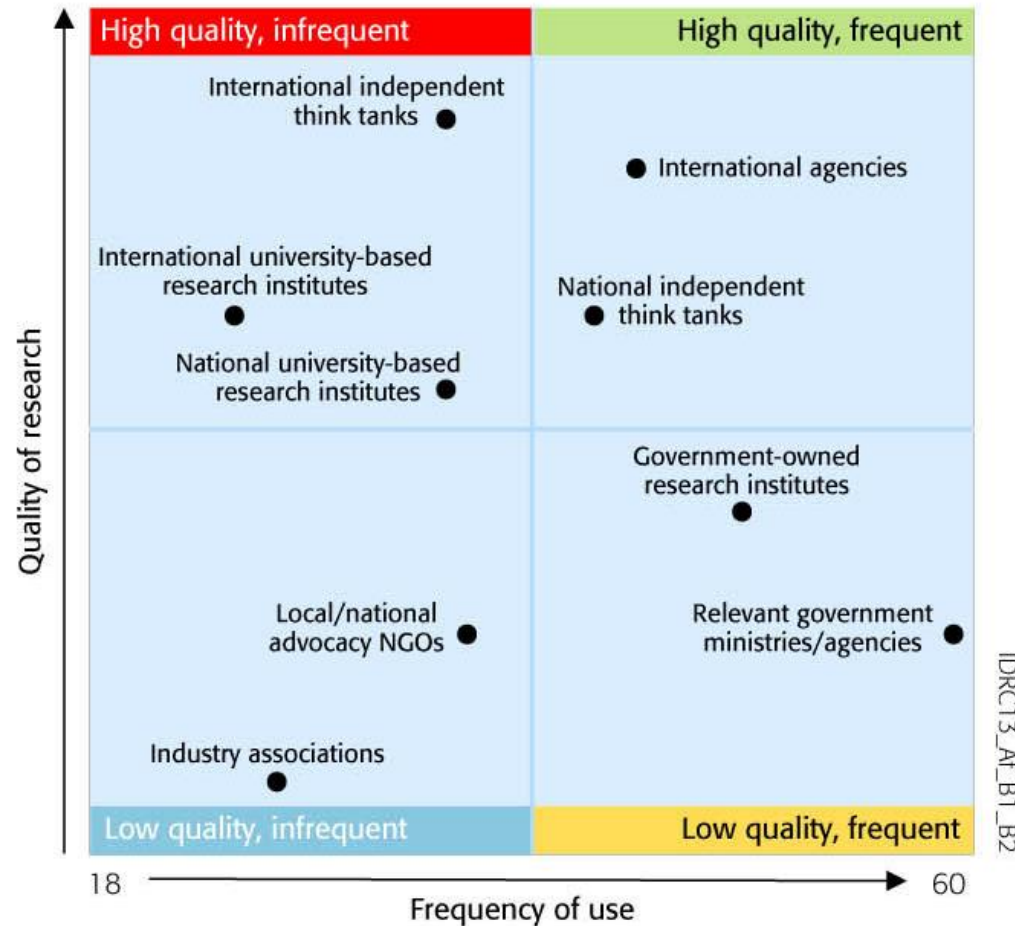 High quality, infrequent
High quality, frequent
International independent
think tanks
International agencies
International university-based
research institutes
National independent
think tanks
National university-based
research institutes
Government-owned
research institutes
Local/national
advocacy NGOs
Relevant government
ministries/agencies
Industry associations
Low quality, infrequent
Low quality, frequent
Quality of research
18
60
Frequency of use
IDRC13_Af_B1_B2